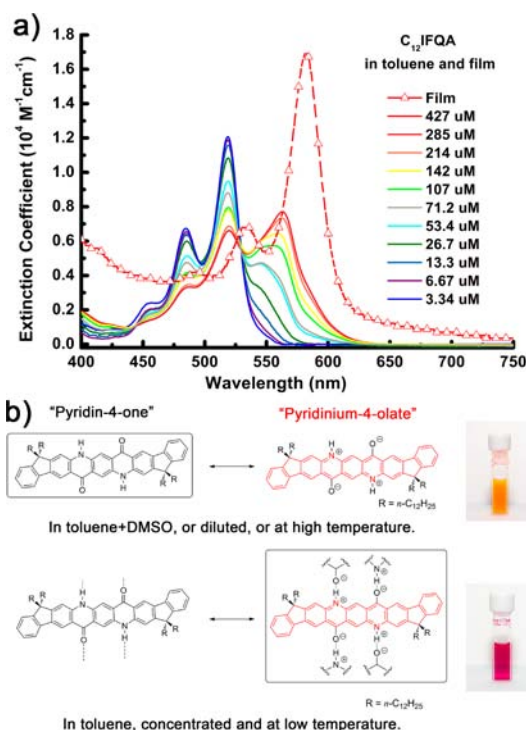 a)
C₁₂IFQA
in toluene and film
Film
427 uM
285 uM
214 uM
142 uM
107 uM
71.2 uM
53.4 uM
26.7 uM
13.3 uM
6.67 uM
3.34 uM
Extinction Coefficient (10⁴ M⁻¹cm⁻¹)
1.8
1.6
1.4
1.2
1.0
0.8
0.6
0.4
0.2
0.0
400 450 500 550 600 650 700 750
Wavelength (nm)
b)
"Pyridin-4-one" "Pyridinium-4-olate"
R R H N O O N H R R
R R H N ⊕ O ⊖ O ⊖ N H ⊕ R R
R = n-C₁₂H₂₅
In toluene+DMSO, or diluted, or at high temperature.
R R H N O O N H R R
R R N ⊕ H O ⊖ O ⊖ H N ⊕ R R
R = n-C₁₂H₂₅
In toluene, concentrated and at low temperature.